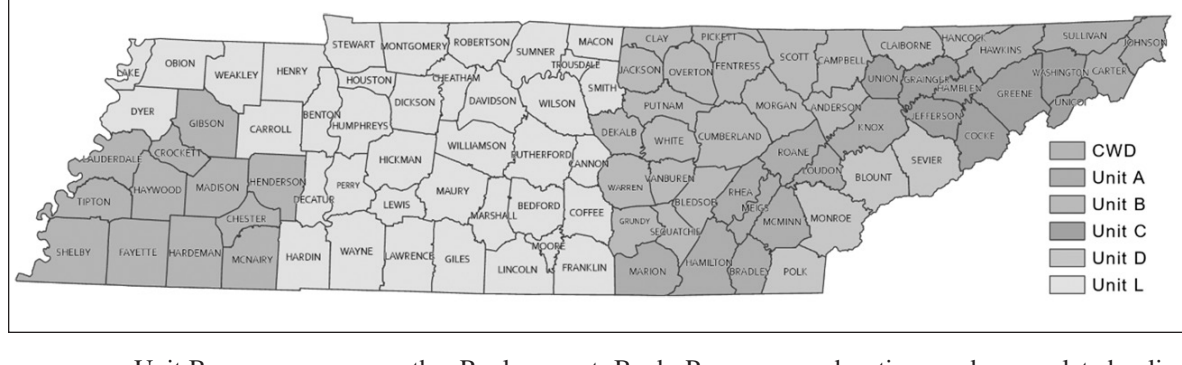 STEWART MONTGOMERY ROBERTSON SUMNER MACON CLAY PICKETT SCOTT CAMPBELL CLAIBORNE HANCOCK HAWKINS SULLIVAN JOHNSON
LAKE OBION WEAKLEY HENRY HOUSTON CHEATHAM TROUSDALE SMITH JACKSON OVERTON FENTRESS UNION GRAINGER HAMBLEN WASHINGTON CARTER
DYER GIBSON CARROLL BENTON HUMPHREYS DICKSON DAVIDSON WILSON PUTNAM MORGAN ANDERSON KNOX JEFFERSON GREENE UNICOI
LAUDERDALE CROCKETT HICKMAN WILLIAMSON RUTHERFORD CANNON DEKALB WHITE CUMBERLAND ROANE LOUDON BLOUNT SEVIER COCKE
TIPTON HAYWOOD MADISON HENDERSON DECATUR PERRY LEWIS MAURY MARSHALL BEDFORD COFFEE WARREN VANBUREN BLEDSOE RHEA MEIGS MCMINN MONROE
SHELBY FAYETTE HARDEMAN CHESTER MCNAIRY HARDIN WAYNE LAWRENCE GILES LINCOLN MOORE FRANKLIN GRUNDY SEQUATCHIE MARION HAMILTON BRADLEY POLK
CWD
Unit A
Unit B
Unit C
Unit D
Unit L